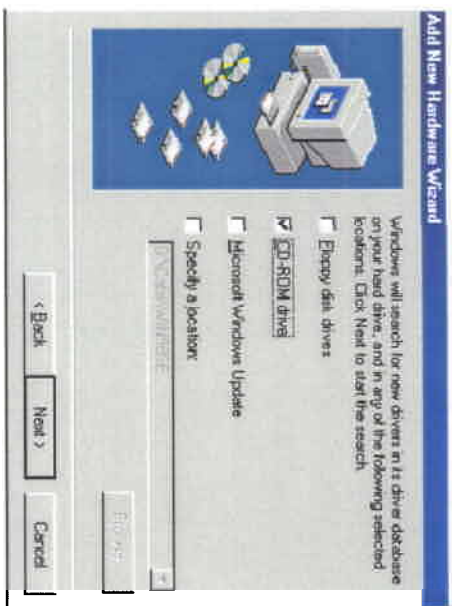 Add New Hardware Wizard
Windows will search for new drivers in its driver database
on your hard drive, and in any of the following selected
locations. Click Next to start the search.
Floppy disk drives
CD-ROM drive
Microsoft Windows Update
Specify a location:
< Back
Next >
Cancel